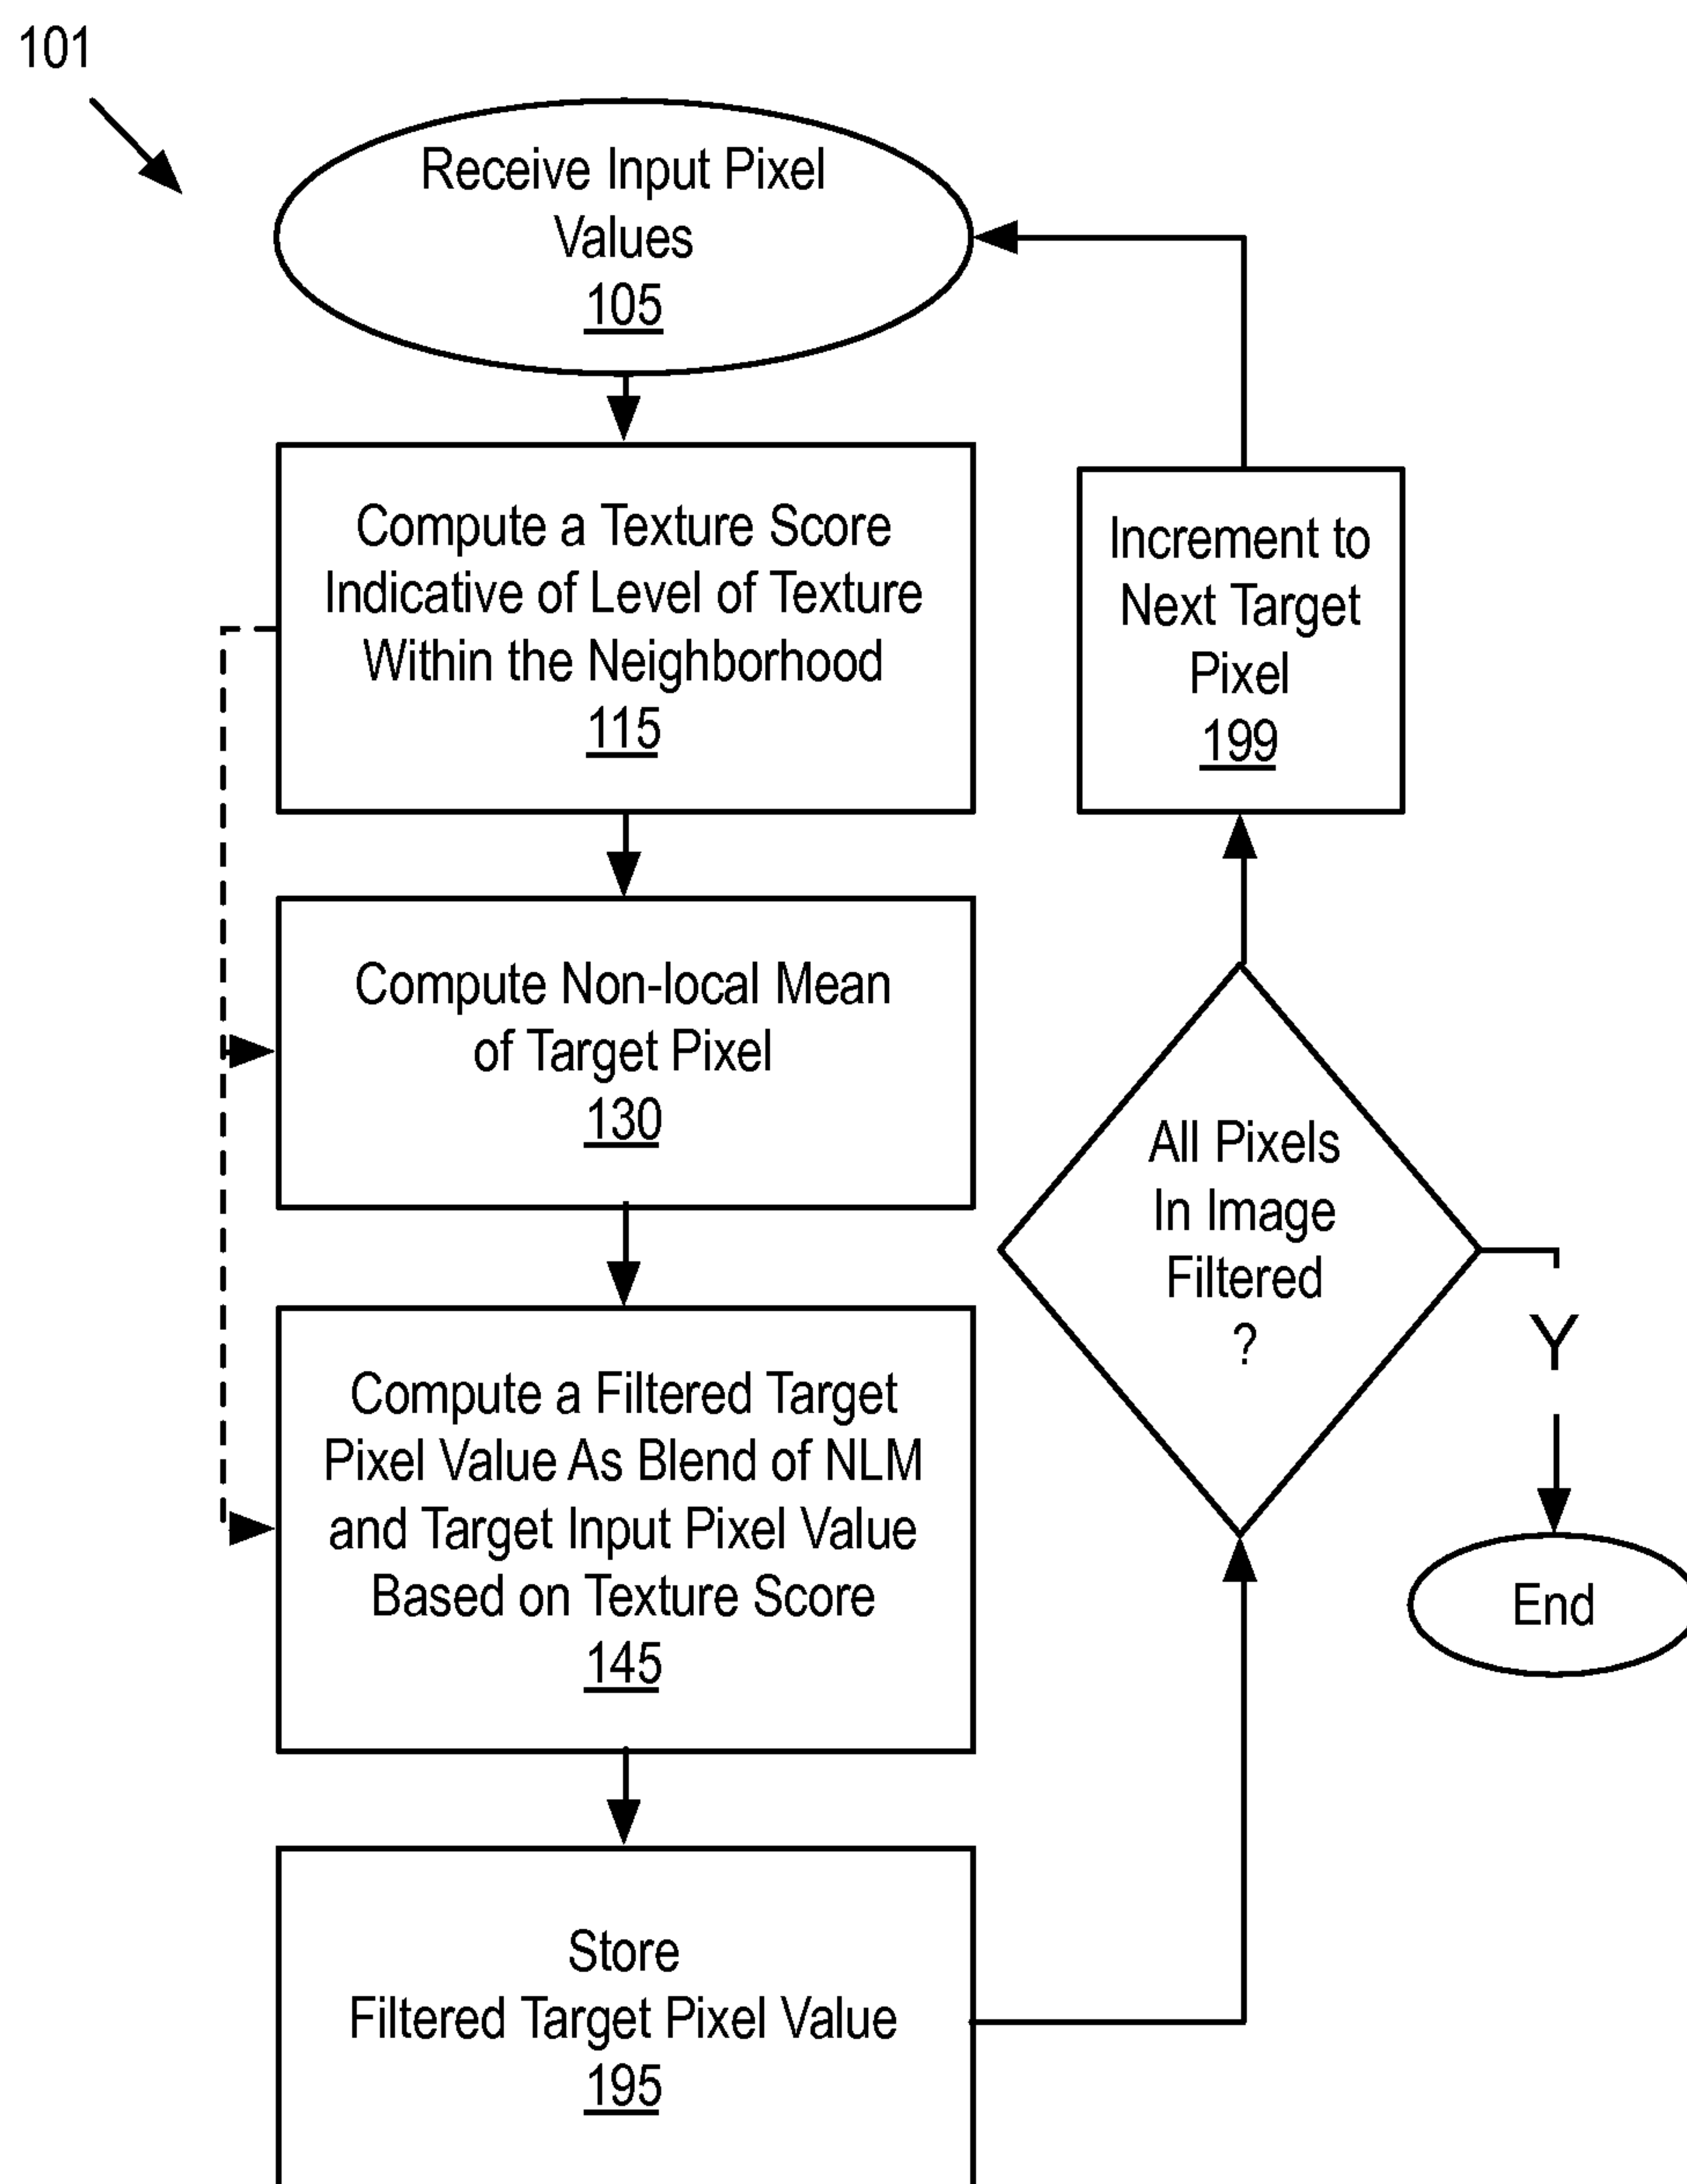 101
Receive Input Pixel
Values
105
Compute a Texture Score
Indicative of Level of Texture
Within the Neighborhood
115
Compute Non-local Mean
of Target Pixel
130
Compute a Filtered Target
Pixel Value As Blend of NLM
and Target Input Pixel Value
Based on Texture Score
145
Store
Filtered Target Pixel Value
195
All Pixels
In Image
Filtered
?
Y
End
Increment to
Next Target
Pixel
199